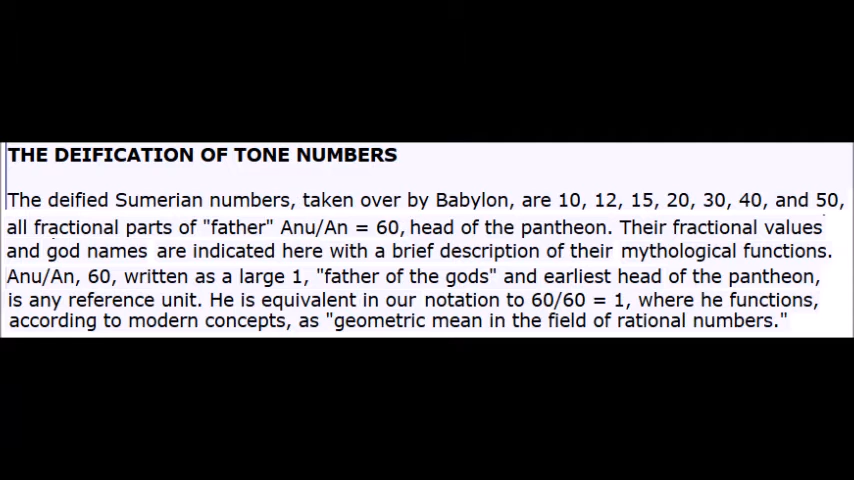 THE DEIFICATION OF TONE NUMBERS
The deified Sumerian numbers, taken over by Babylon, are 10, 12, 15, 20, 30, 40, and 50,
all fractional parts of "father" Anu/An = 60, head of the pantheon. Their fractional values
and god names are indicated here with a brief description of their mythological functions.
Anu/An, 60, written as a large 1, "father of the gods" and earliest head of the pantheon,
is any reference unit. He is equivalent in our notation to 60/60 = 1, where he functions,
according to modern concepts, as "geometric mean in the field of rational numbers."